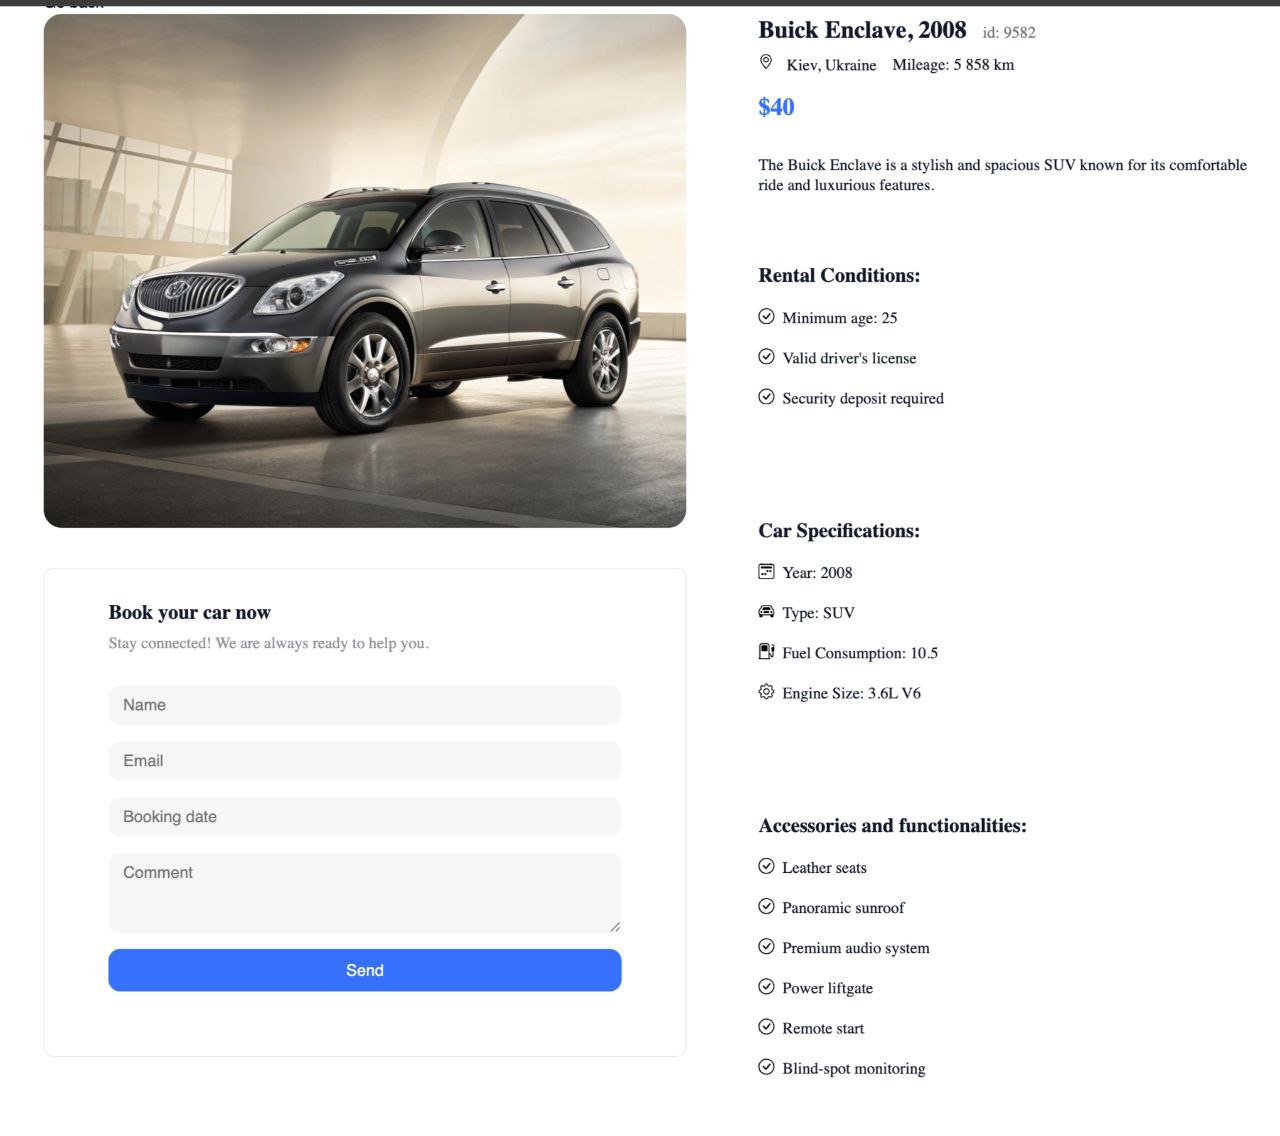 Go back
Buick Enclave, 2008 id: 9582
Kiev, Ukraine Mileage: 5 858 km
$40
The Buick Enclave is a stylish and spacious SUV known for its comfortable
ride and luxurious features.
Rental Conditions:
Minimum age: 25
Valid driver's license
Security deposit required
Car Specifications:
Year: 2008
Type: SUV
Fuel Consumption: 10.5
Engine Size: 3.6L V6
Accessories and functionalities:
Leather seats
Panoramic sunroof
Premium audio system
Power liftgate
Remote start
Blind-spot monitoring
Book your car now
Stay connected! We are always ready to help you.
Name
Email
Booking date
Comment
Send